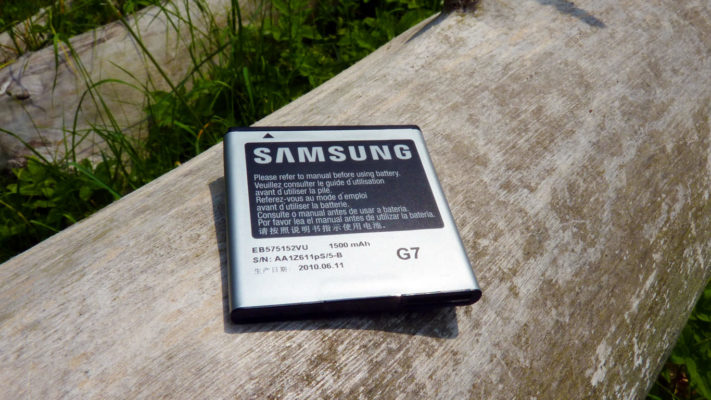 SAMSUNG
Please refer to manual before using battery.
Veuillez consulter le guide d'utilisation
avant d'utiliser la pile.
Referez-vous au mode d'emploi
avant d'utiliser la batterie.
Consulte o manual antes de usar a bateria.
Por favor lea el manual antes de utilizar la bateria.
请按照说明书指示使用电池。
EB575152VU 1500 mAh
S/N: AA1Z611pS/5-B G7
生产日期: 2010.06.11